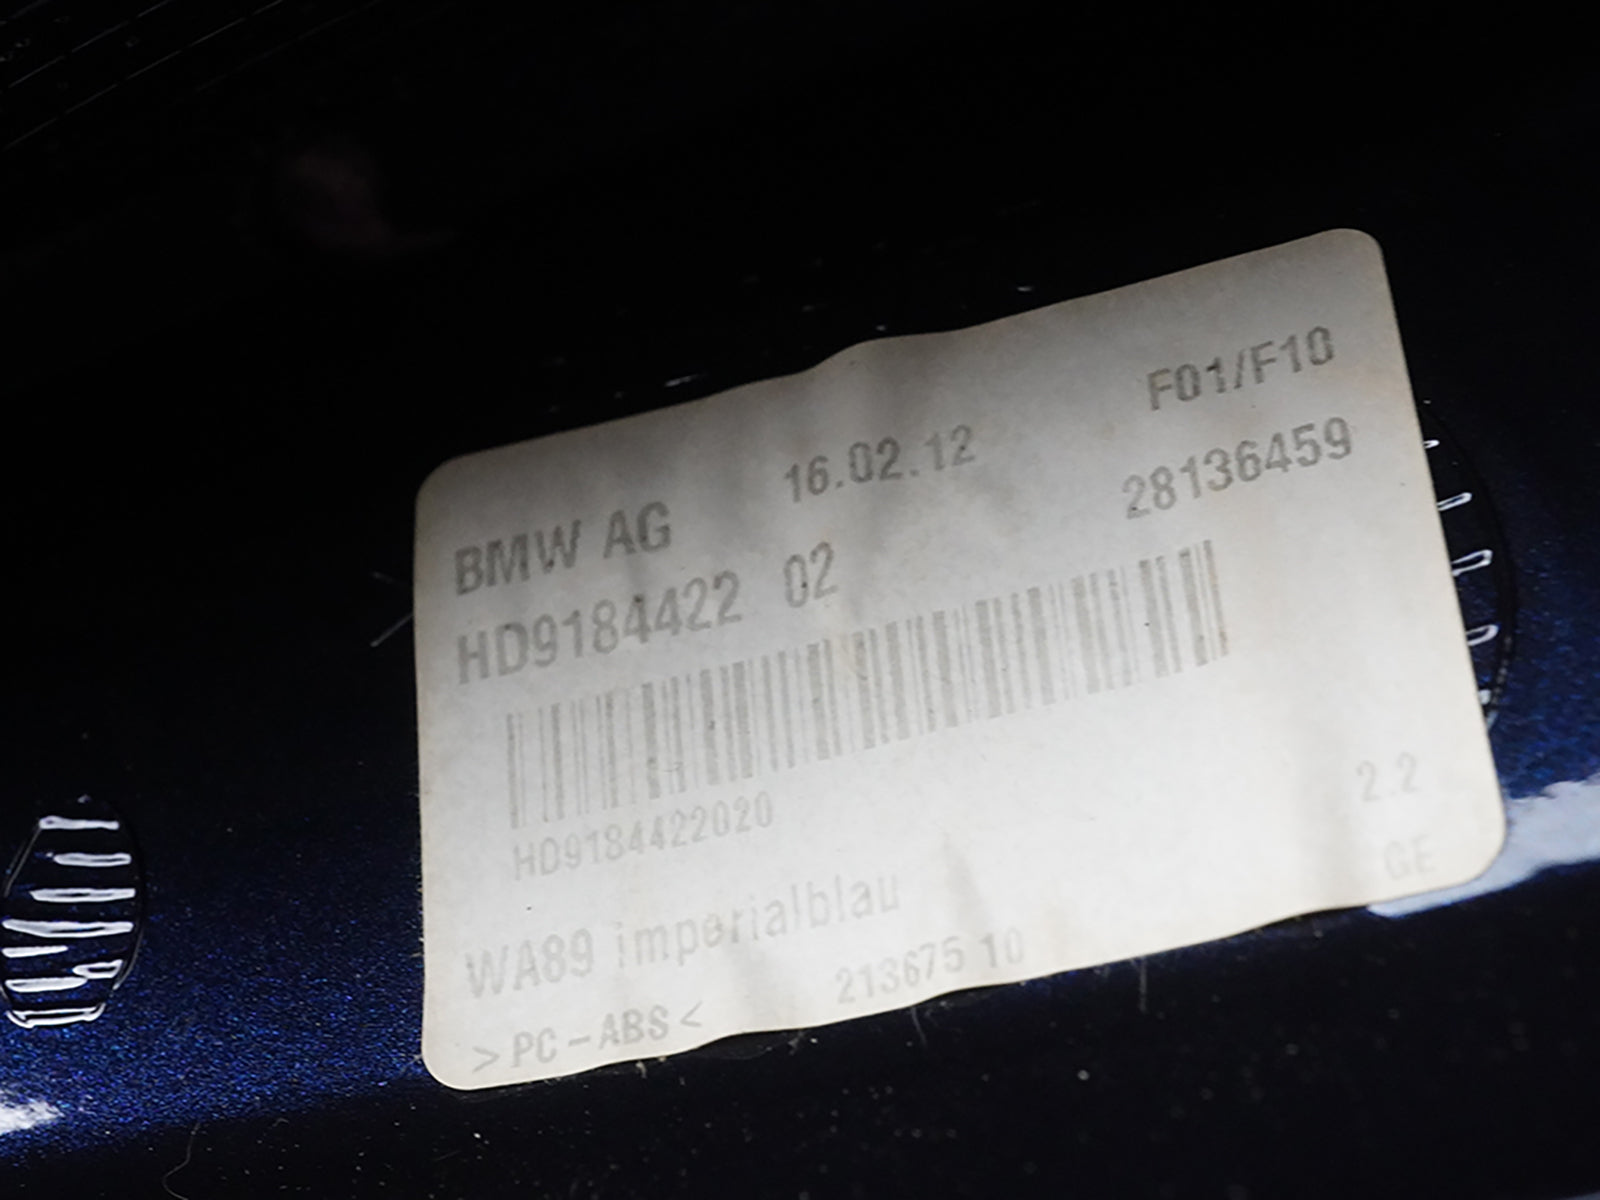 F01/F10
BMW AG 16.02.12
HD9184422 02 28136459
HD9184422020
2.2
WA89 imperialblau GE
>PC-ABS< 213675 10